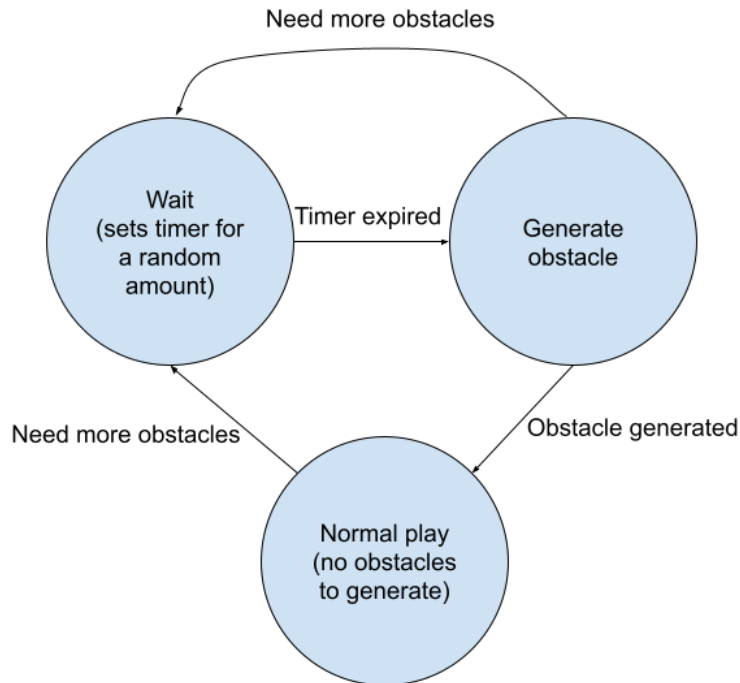 Need more obstacles
Wait
(sets timer for
a random
amount)
Timer expired
Generate
obstacle
Need more obstacles
Obstacle generated
Normal play
(no obstacles
to generate)